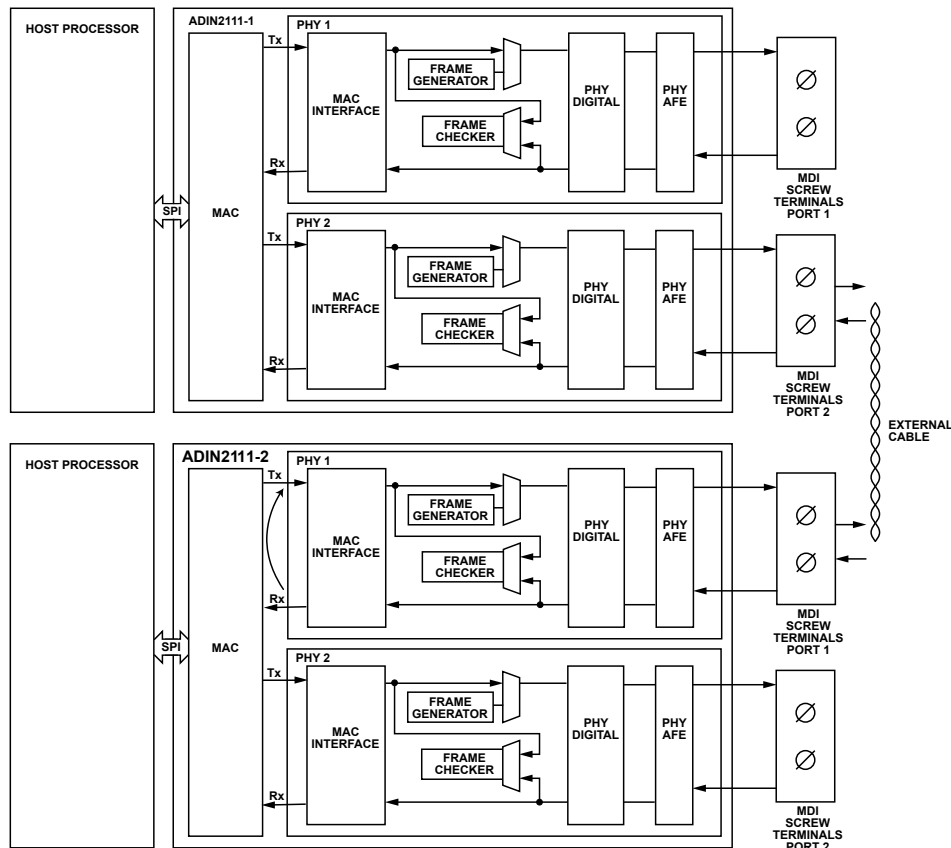 HOST PROCESSOR
ADIN2111-1
PHY 1
Tx
MAC
INTERFACE
FRAME
GENERATOR
FRAME
CHECKER
PHY
DIGITAL
PHY
AFE
Rx
MDI
SCREW
TERMINALS
PORT 1
SPI
MAC
PHY 2
Tx
MAC
INTERFACE
FRAME
GENERATOR
FRAME
CHECKER
PHY
DIGITAL
PHY
AFE
Rx
MDI
SCREW
TERMINALS
PORT 2
EXTERNAL
CABLE
HOST PROCESSOR
ADIN2111-2
PHY 1
Tx
MAC
INTERFACE
FRAME
GENERATOR
FRAME
CHECKER
PHY
DIGITAL
PHY
AFE
Rx
MDI
SCREW
TERMINALS
PORT 1
SPI
MAC
PHY 2
Tx
MAC
INTERFACE
FRAME
GENERATOR
FRAME
CHECKER
PHY
DIGITAL
PHY
AFE
Rx
MDI
SCREW
TERMINALS
PORT 2